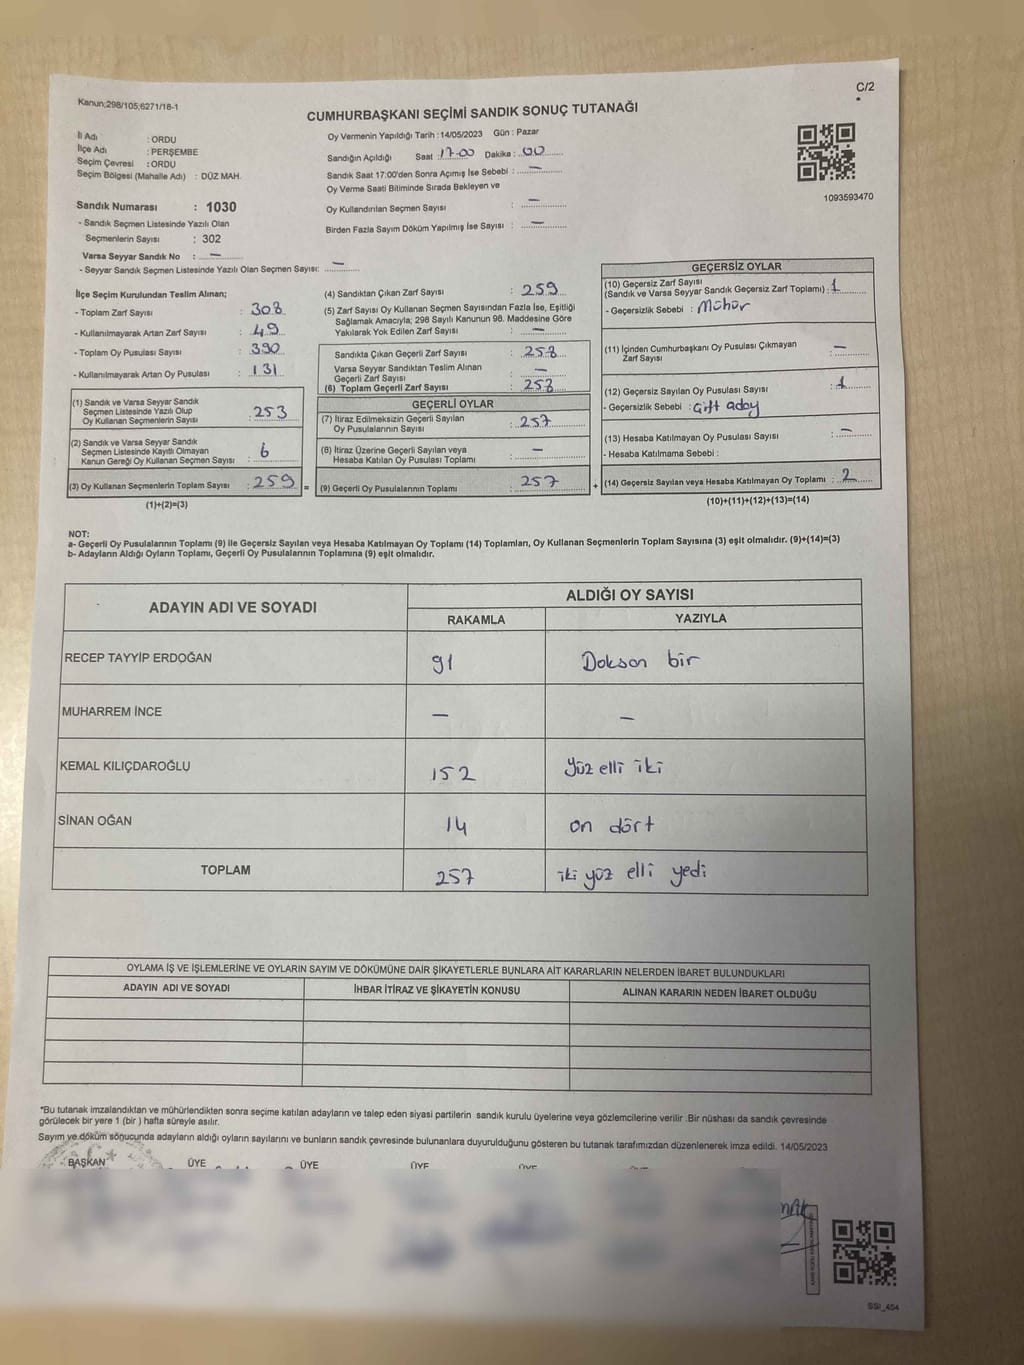 Kanun;298/105;6271/18-1
C/2
CUMHURBAŞKANI SEÇİMİ SANDIK SONUÇ TUTANAĞI
İl Adı : ORDU
İlçe Adı : PERŞEMBE
Seçim Çevresi : ORDU
Seçim Bölgesi (Mahalle Adı) : DÜZ MAH.
Sandık Numarası : 1030
- Sandık Seçmen Listesinde Yazılı Olan
Seçmenlerin Sayısı : 302
Varsa Seyyar Sandık No : —
- Seyyar Sandık Seçmen Listesinde Yazılı Olan Seçmen Sayısı: —
Oy Vermenin Yapıldığı Tarih : 14/05/2023 Gün : Pazar
Sandığın Açıldığı Saat : 17.00 Dakika : 00
Sandık Saat 17:00'den Sonra Açımış İse Sebebi : —
Oy Verme Saati Bitiminde Sırada Bekleyen ve
Oy Kullandırılan Seçmen Sayısı : —
Birden Fazla Sayım Döküm Yapılmış İse Sayısı : —
1093593470
İlçe Seçim Kurulundan Teslim Alınan;
- Toplam Zarf Sayısı : 308
- Kullanılmayarak Artan Zarf Sayısı : 49
- Toplam Oy Pusulası Sayısı : 390
- Kullanılmayarak Artan Oy Pusulası : 131
(1) Sandık ve Varsa Seyyar Sandık
Seçmen Listesinde Yazılı Olup
Oy Kullanan Seçmenlerin Sayısı : 253
(2) Sandık ve Varsa Seyyar Sandık
Seçmen Listesinde Kayıtlı Olmayan
Kanun Gereği Oy Kullanan Seçmen Sayısı : 6
(3) Oy Kullanan Seçmenlerin Toplam Sayısı : 259 =
(1)+(2)=(3)
(4) Sandıktan Çıkan Zarf Sayısı : 259
(5) Zarf Sayısı Oy Kullanan Seçmen Sayısından Fazla İse, Eşitliği
Sağlamak Amacıyla; 298 Sayılı Kanunun 98. Maddesine Göre
Yakılarak Yok Edilen Zarf Sayısı : —
Sandıkta Çıkan Geçerli Zarf Sayısı : 258
Varsa Seyyar Sandıktan Teslim Alınan
Geçerli Zarf Sayısı : —
(6) Toplam Geçerli Zarf Sayısı : 258
GEÇERLİ OYLAR
(7) İtiraz Edilmeksizin Geçerli Sayılan
Oy Pusulalarının Sayısı : 257
(8) İtiraz Üzerine Geçerli Sayılan veya
Hesaba Katılan Oy Pusulası Toplamı : —
(9) Geçerli Oy Pusulalarının Toplamı : 257 +
GEÇERSİZ OYLAR
(10) Geçersiz Zarf Sayısı
(Sandık ve Varsa Seyyar Sandık Geçersiz Zarf Toplamı) : 1
- Geçersizlik Sebebi : Mühür
(11) İçinden Cumhurbaşkanı Oy Pusulası Çıkmayan
Zarf Sayısı : —
(12) Geçersiz Sayılan Oy Pusulası Sayısı : 1
- Geçersizlik Sebebi : Çift aday
(13) Hesaba Katılmayan Oy Pusulası Sayısı : —
- Hesaba Katılmama Sebebi :
(14) Geçersiz Sayılan veya Hesaba Katılmayan Oy Toplamı : 2
(10)+(11)+(12)+(13)=(14)
NOT:
a- Geçerli Oy Pusulalarının Toplamı (9) ile Geçersiz Sayılan veya Hesaba Katılmayan Oy Toplamı (14) Toplamları, Oy Kullanan Seçmenlerin Toplam Sayısına (3) eşit olmalıdır. (9)+(14)=(3)
b- Adayların Aldığı Oyların Toplamı, Geçerli Oy Pusulalarının Toplamına (9) eşit olmalıdır.
ADAYIN ADI VE SOYADI ALDIĞI OY SAYISI
RAKAMLA YAZIYLA
RECEP TAYYİP ERDOĞAN 91 Doksan bir
MUHARREM İNCE — —
KEMAL KILIÇDAROĞLU 152 Yüz elli iki
SİNAN OĞAN 14 on dört
TOPLAM 257 iki yüz elli yedi
OYLAMA İŞ VE İŞLEMLERİNE VE OYLARIN SAYIM VE DÖKÜMÜNE DAİR ŞİKAYETLERLE BUNLARA AİT KARARLARIN NELERDEN İBARET BULUNDUKLARI
ADAYIN ADI VE SOYADI İHBAR İTİRAZ VE ŞİKAYETİN KONUSU ALINAN KARARIN NEDEN İBARET OLDUĞU
*Bu tutanak imzalandıktan ve mühürlendikten sonra seçime katılan adayların ve talep eden siyasi partilerin sandık kurulu üyelerine veya gözlemcilerine verilir .Bir nüshası da sandık çevresinde
görülecek bir yere 1 (bir ) hafta süreyle asılır.
Sayım ve döküm sonucunda adayların aldığı oyların sayılarını ve bunların sandık çevresinde bulunanlara duyurulduğunu gösteren bu tutanak tarafımızdan düzenlenerek imza edildi. 14/05/2023
BAŞKAN ÜYE ÜYE ÜYE
SSI_404